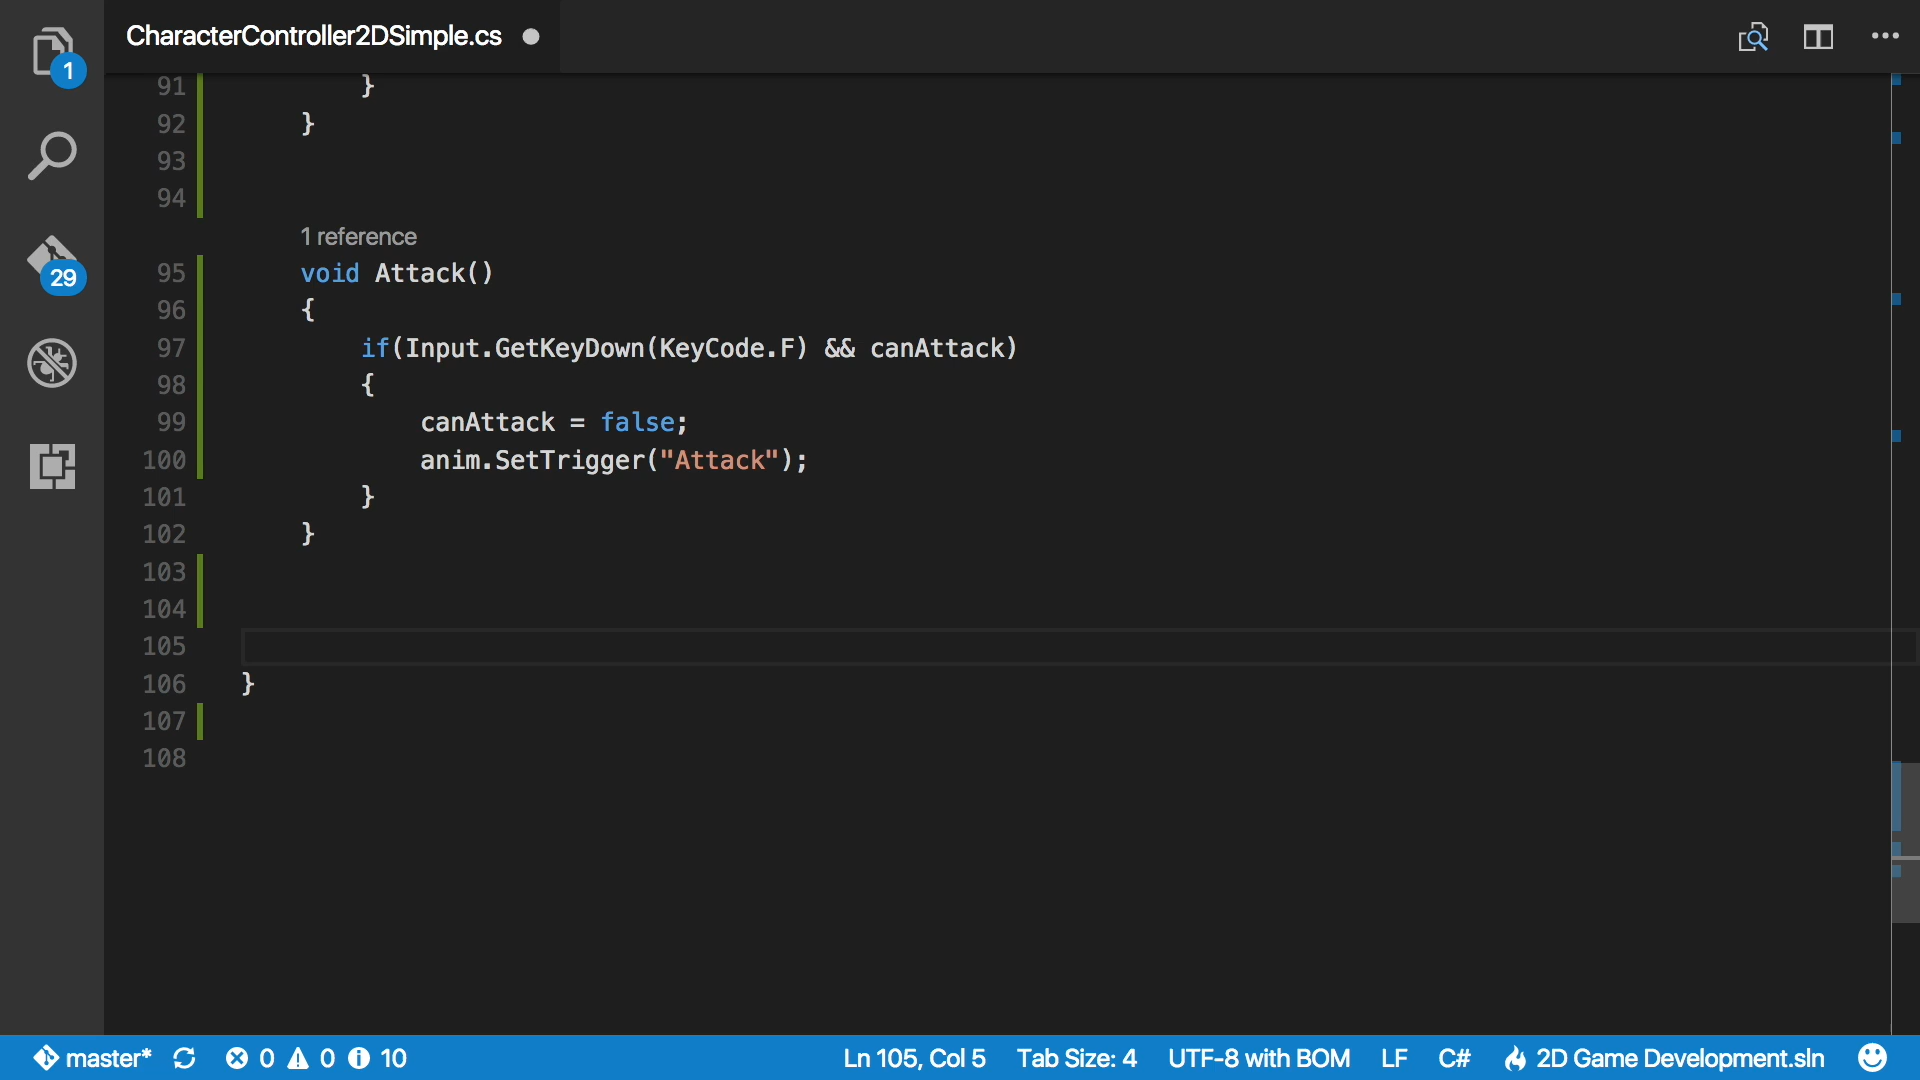 CharacterController2DSimple.cs
1
91 }
92 }
93
94
1 reference
95 void Attack()
96 {
97 if(Input.GetKeyDown(KeyCode.F) && canAttack)
98 {
99 canAttack = false;
100 anim.SetTrigger("Attack");
101 }
102 }
103
104
105
106 }
107
108
29
master* 0 0 10 Ln 105, Col 5 Tab Size: 4 UTF-8 with BOM LF C# 2D Game Development.sln